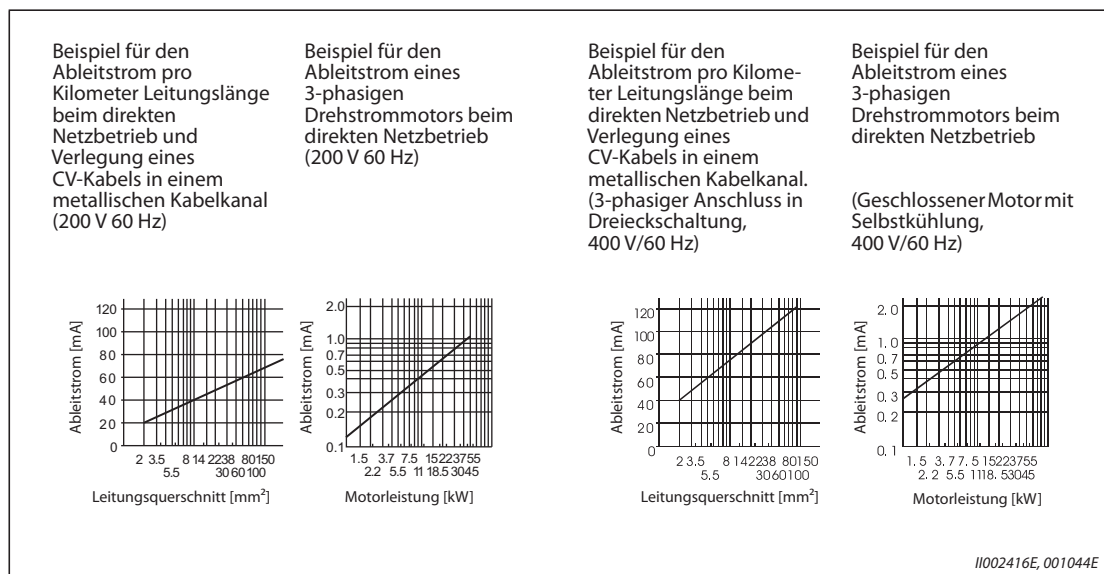 Beispiel für den
Ableitstrom pro
Kilometer Leitungslänge
beim direkten
Netzbetrieb und
Verlegung eines
CV-Kabels in einem
metallischen Kabelkanal
(200 V 60 Hz)
Beispiel für den
Ableitstrom eines
3-phasigen
Drehstrommotors beim
direkten Netzbetrieb
(200 V 60 Hz)
Beispiel für den
Ableitstrom pro Kilome-
ter Leitungslänge beim
direkten Netzbetrieb und
Verlegung eines
CV-Kabels in einem
metallischen Kabelkanal.
(3-phasiger Anschluss in
Dreieckschaltung,
400 V/60 Hz)
Beispiel für den
Ableitstrom eines
3-phasigen
Drehstrommotors beim
direkten Netzbetrieb
(Geschlossener Motor mit
Selbstkühlung,
400 V/60 Hz)
Ableitstrom [mA]
120
100
80
60
40
20
0
2 3.5 8 14 22 38 80 150
5.5 30 60 100
Leitungsquerschnitt [mm²]
Ableitstrom [mA]
2.0
1.0
0.7
0.5
0.3
0.2
0.1
1.5 3.7 7.5 15 22 37 55
2.2 5.5 11 18.5 30 45
Motorleistung [kW]
Ableitstrom [mA]
120
100
80
60
40
20
0
2 3.5 8 14 22 38 80 150
5.5 30 60 100
Leitungsquerschnitt [mm²]
Ableitstrom [mA]
2.0
1.0
0.7
0.5
0.3
0.2
0.1
1.5 3.7 7.5 15 22 37 55
2.2 5.5 11 18.5 30 45
Motorleistung [kW]
II002416E, 001044E